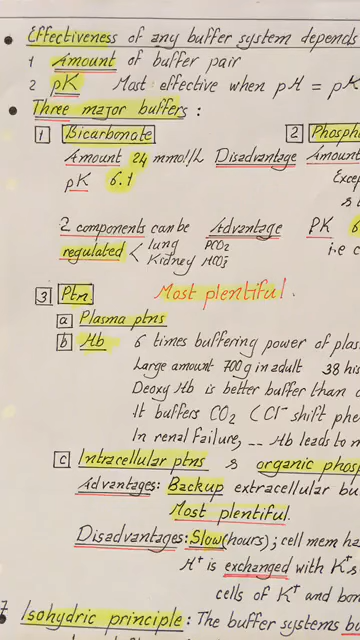 Effectiveness of any buffer system depends
1 Amount of buffer pair
2 pK Most effective when pH = pK
Three major buffers :
1 Bicarbonate 2 Phosph
Amount 24 mmol/L Disadvantage Amount
pK 6.1 Exce
2 components can be Advantage PK 6
regulated < lung PCO2
Kidney HCO3 i.e c
3 Ptn. Most plentiful.
a Plasma ptns
b Hb 6 times buffering power of plas
Large amount 700 g in adult 38 his
Deoxy Hb is better buffer than o
It buffers CO2 (Cl- shift phe
In renal failure, -- Hb leads to m
c Intracellular ptns & organic phosp
Advantages: Backup extracellular bu
Most plentiful.
Disadvantages: Slow (hours) ; cell mem ha
H+ is exchanged with K+
cells of K+ and bon
Isohydric principle : The buffer systems ba